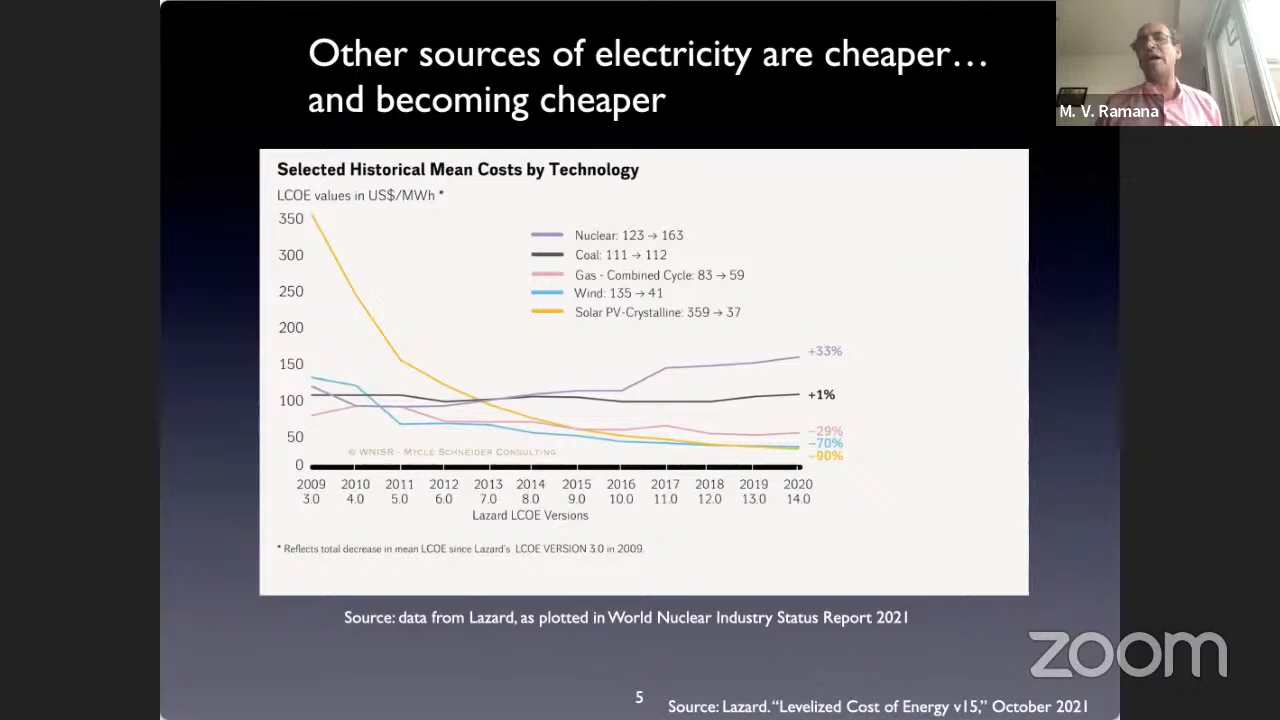 Other sources of electricity are cheaper…
and becoming cheaper
M. V. Ramana
Selected Historical Mean Costs by Technology
LCOE values in US$/MWh *
350
300
250
200
150
100
50
0
Nuclear: 123 → 163
Coal: 111 → 112
Gas - Combined Cycle: 83 → 59
Wind: 135 → 41
Solar PV-Crystalline: 359 → 37
+33%
+1%
−29%
−70%
−90%
© WNISR - Mycle Schneider Consulting
2009 2010 2011 2012 2013 2014 2015 2016 2017 2018 2019 2020
3.0 4.0 5.0 6.0 7.0 8.0 9.0 10.0 11.0 12.0 13.0 14.0
Lazard LCOE Versions
* Reflects total decrease in mean LCOE since Lazard's LCOE VERSION 3.0 in 2009.
Source: data from Lazard, as plotted in World Nuclear Industry Status Report 2021
zoom
5
Source: Lazard. “Levelized Cost of Energy v15,” October 2021